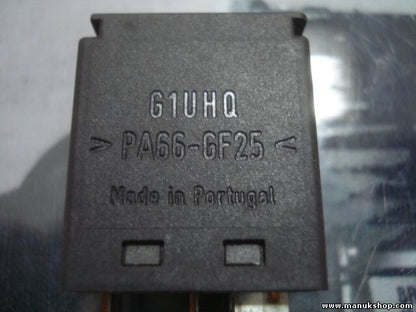 G1UHQ
> PA66-GF25 <
Made in Portugal
www.manukshop.com